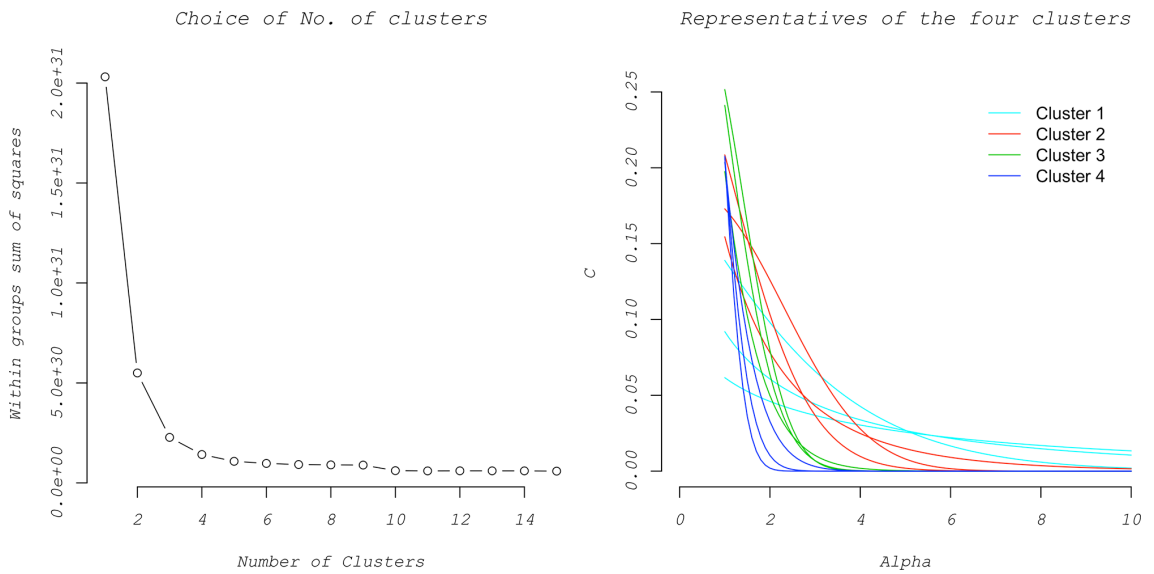 Choice of No. of clusters
Within groups sum of squares
0.0e+00
5.0e+30
1.0e+31
1.5e+31
2.0e+31
2
4
6
8
10
12
14
Number of Clusters
Representatives of the four clusters
C
0.00
0.05
0.10
0.15
0.20
0.25
Cluster 1
Cluster 2
Cluster 3
Cluster 4
0
2
4
6
8
10
Alpha